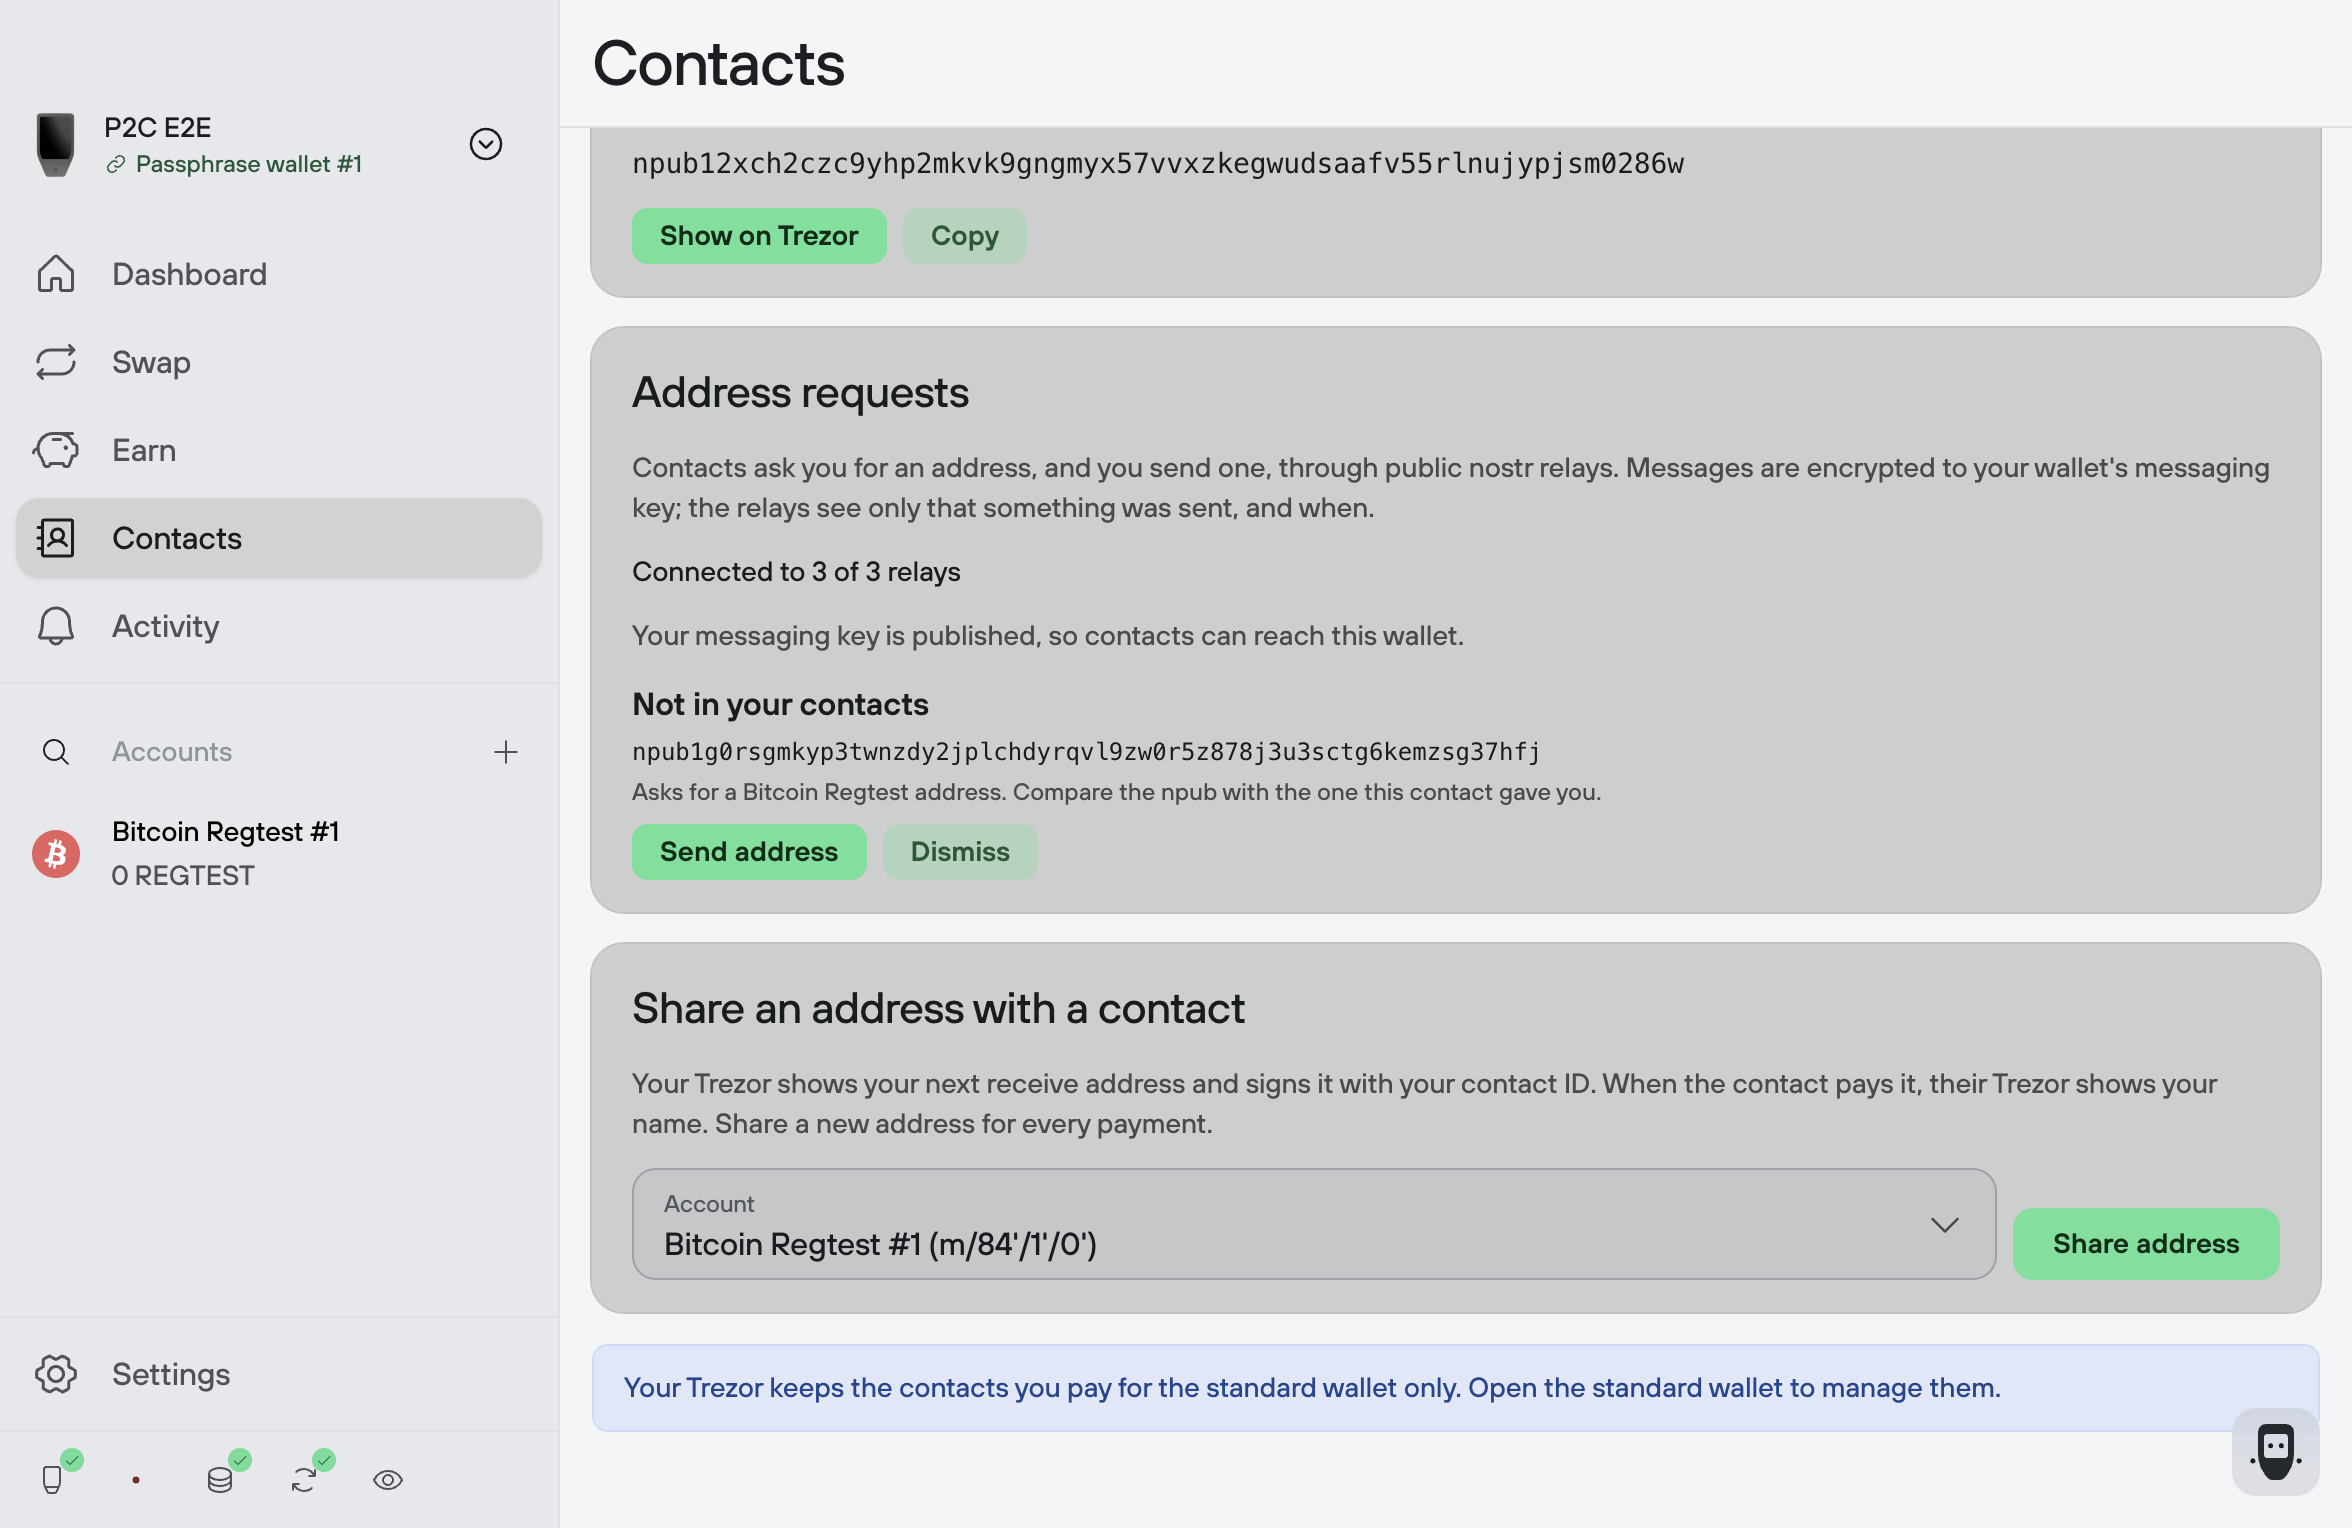 Contacts
P2C E2E
Passphrase wallet #1
Dashboard
Swap
Earn
Contacts
Activity
Accounts
Bitcoin Regtest #1
0 REGTEST
Settings
npub12xch2czc9yhp2mkvk9gngmyx57vvxzkegwudsaafv55rlnujypjsm0286w
Show on Trezor
Copy
Address requests
Contacts ask you for an address, and you send one, through public nostr relays. Messages are encrypted to your wallet's messaging
key; the relays see only that something was sent, and when.
Connected to 3 of 3 relays
Your messaging key is published, so contacts can reach this wallet.
Not in your contacts
npub1g0rsgmkyp3twnzdy2jplchdyrqvl9zw0r5z878j3u3sctg6kemzsg37hfj
Asks for a Bitcoin Regtest address. Compare the npub with the one this contact gave you.
Send address
Dismiss
Share an address with a contact
Your Trezor shows your next receive address and signs it with your contact ID. When the contact pays it, their Trezor shows your
name. Share a new address for every payment.
Account
Bitcoin Regtest #1 (m/84'/1'/0')
Share address
Your Trezor keeps the contacts you pay for the standard wallet only. Open the standard wallet to manage them.